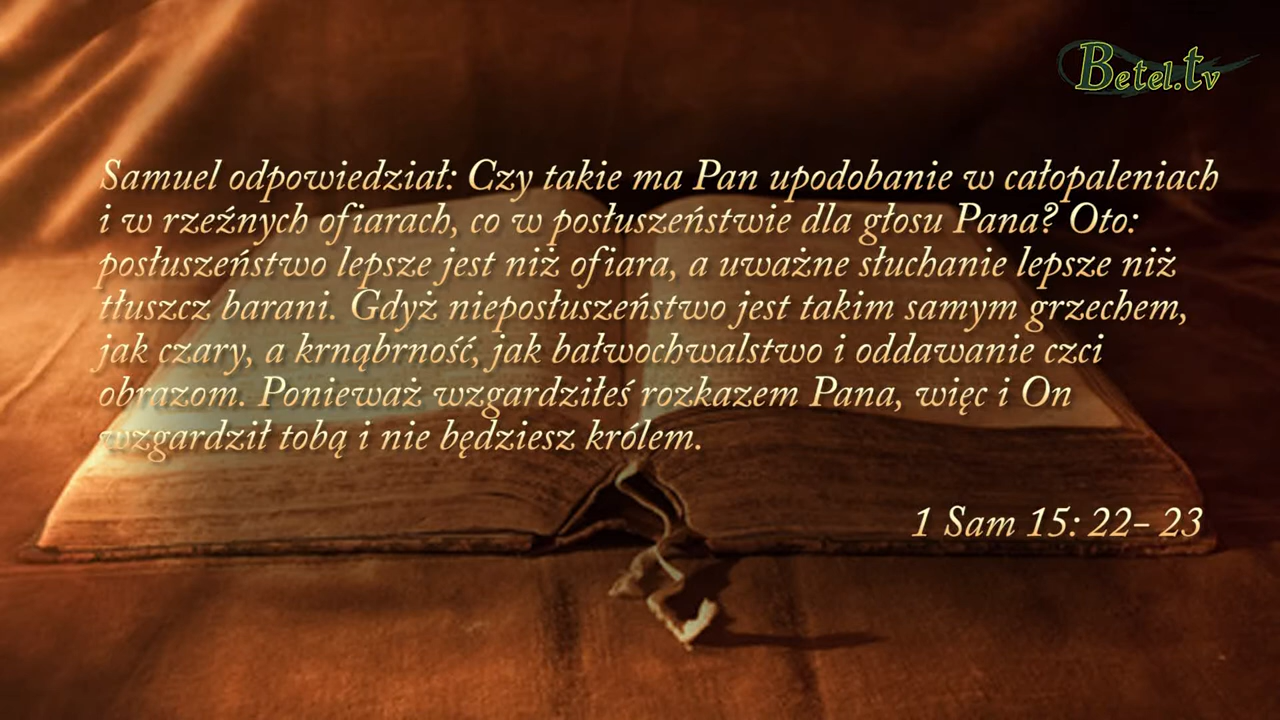 Betel.tv
Samuel odpowiedział: Czy takie ma Pan upodobanie w całopaleniach
i w rzeźnych ofiarach, co w posłuszeństwie dla głosu Pana? Oto:
posłuszeństwo lepsze jest niż ofiara, a uważne słuchanie lepsze niż
tłuszcz barani. Gdyż nieposłuszeństwo jest takim samym grzechem,
jak czary, a krnąbrność, jak bałwochwalstwo i oddawanie czci
obrazom. Ponieważ wzgardziłeś rozkazem Pana, więc i On
wzgardził tobą i nie będziesz królem.
1 Sam 15: 22- 23